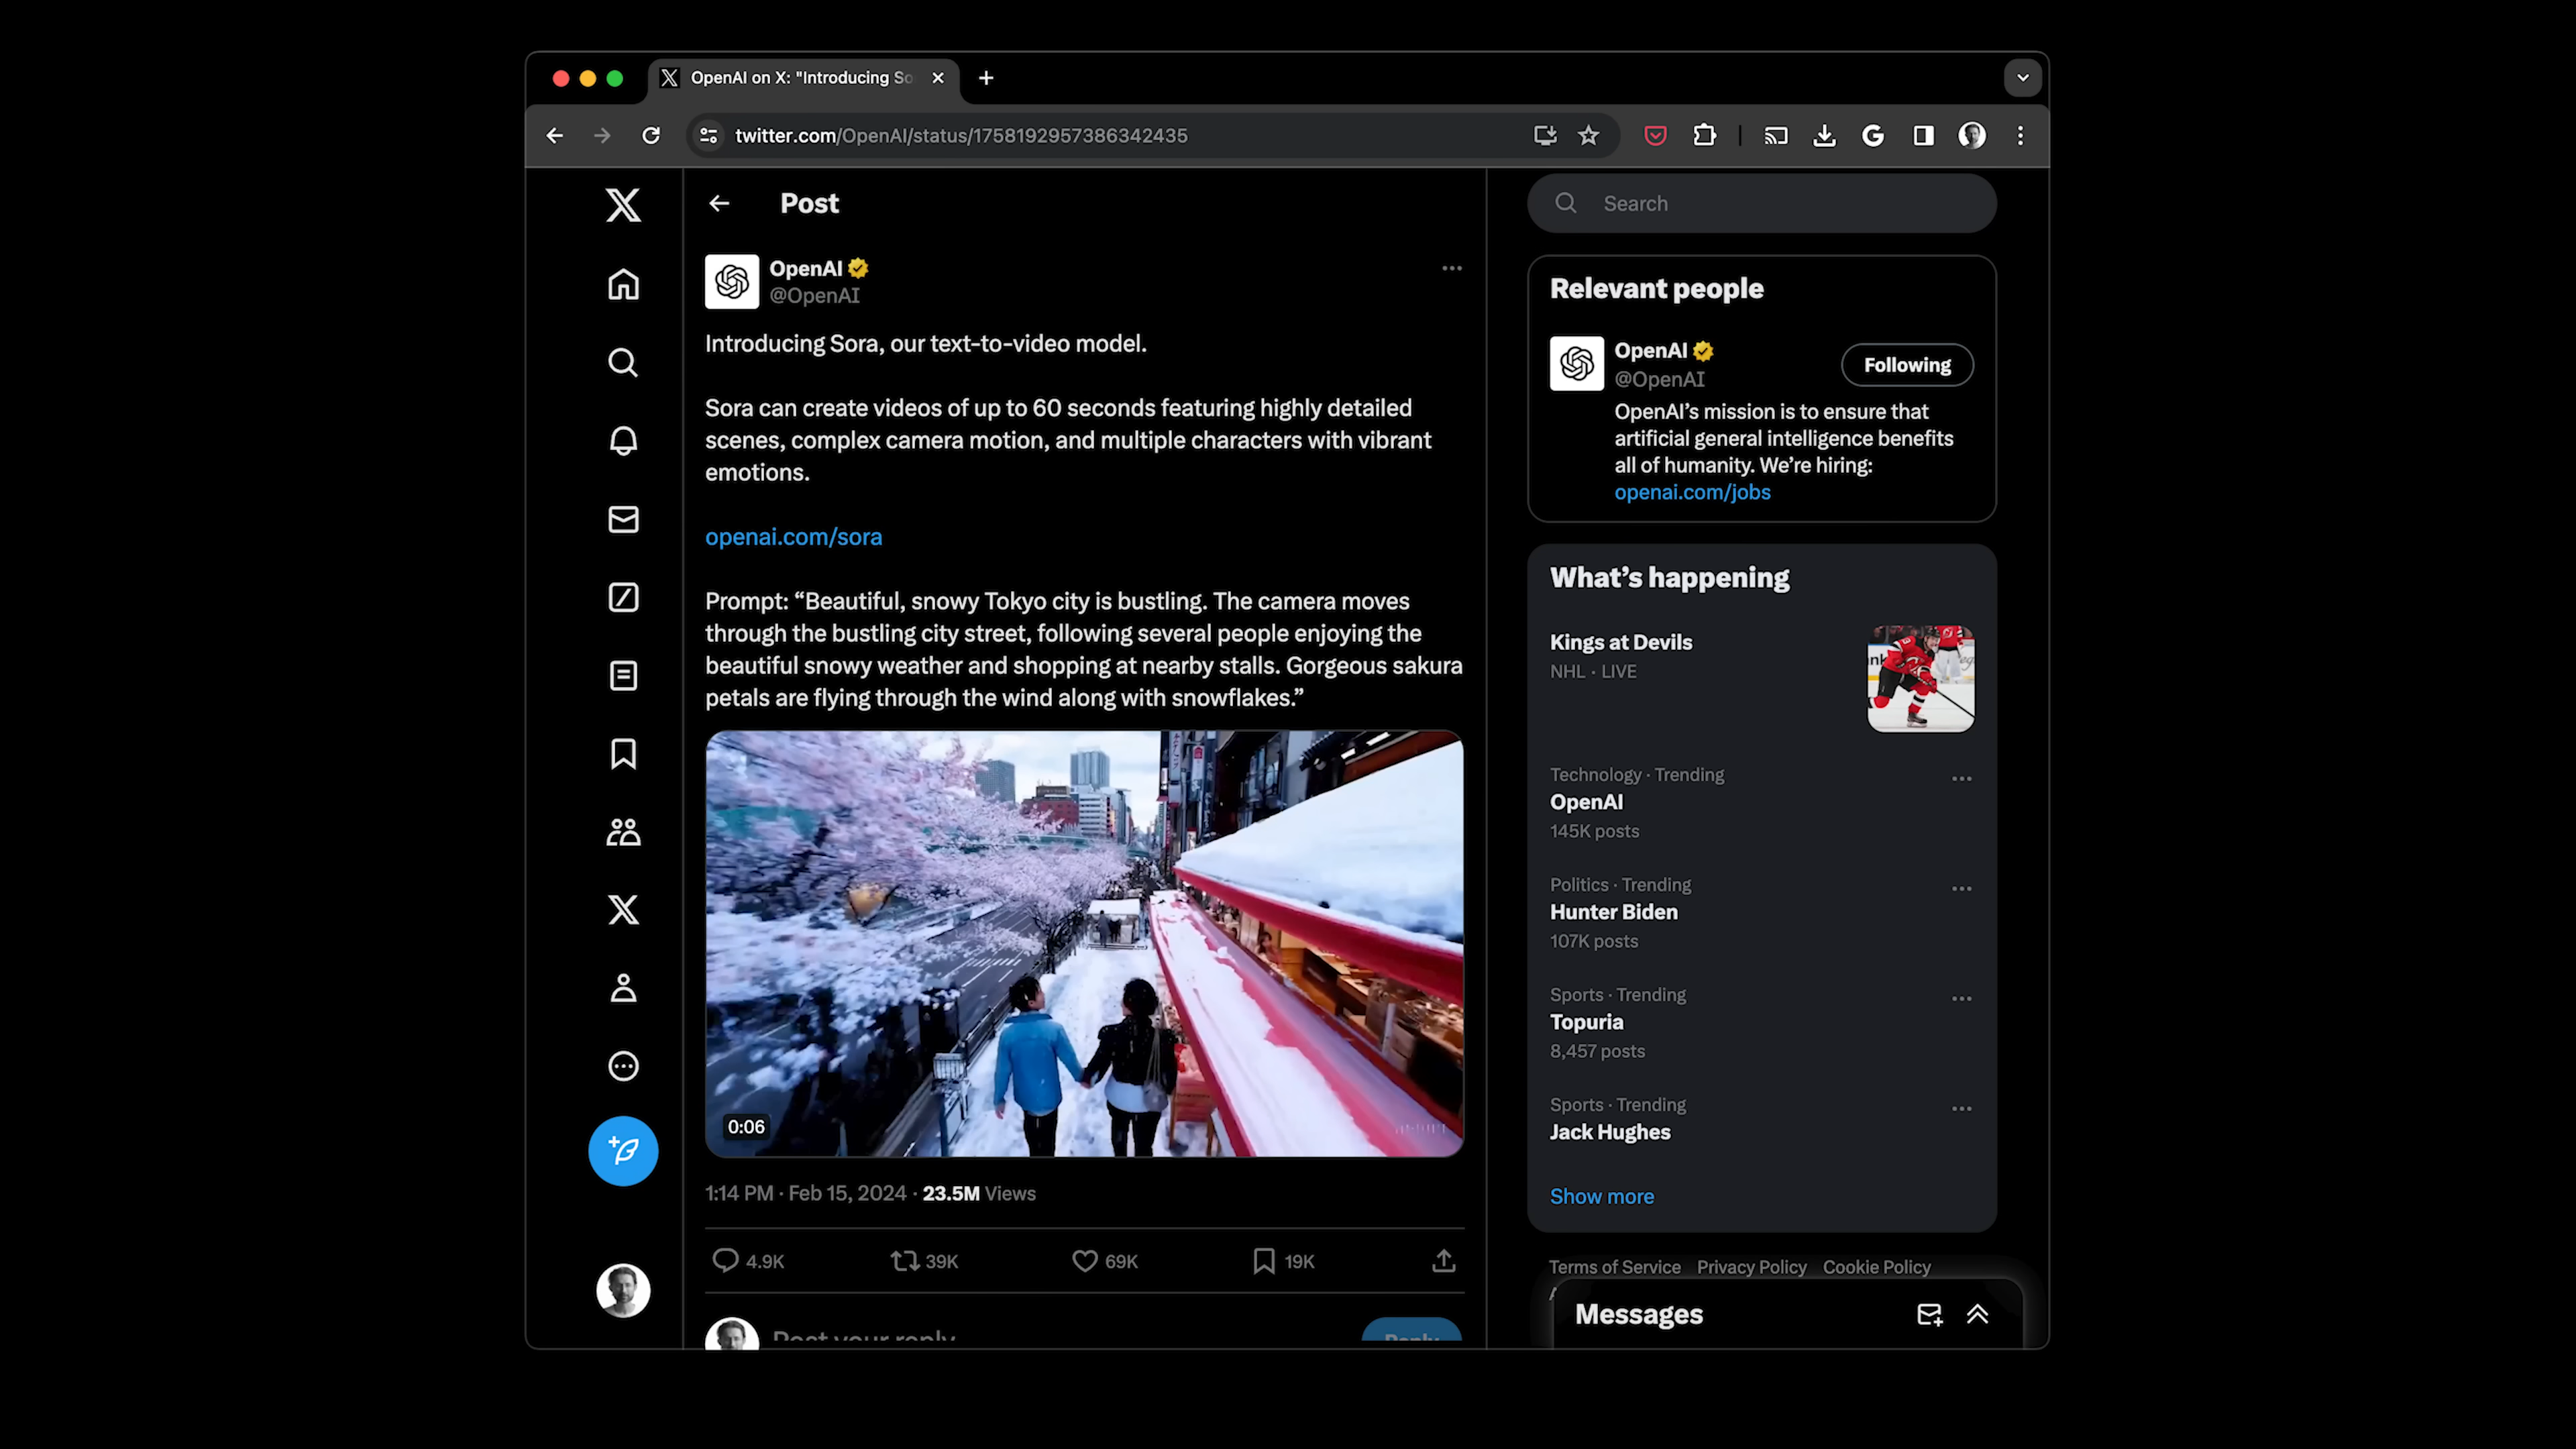 OpenAI on X: "Introducing So
twitter.com/OpenAI/status/1758192957386342435
Post
OpenAI
@OpenAI
Introducing Sora, our text-to-video model.
Sora can create videos of up to 60 seconds featuring highly detailed
scenes, complex camera motion, and multiple characters with vibrant
emotions.
openai.com/sora
Prompt: “Beautiful, snowy Tokyo city is bustling. The camera moves
through the bustling city street, following several people enjoying the
beautiful snowy weather and shopping at nearby stalls. Gorgeous sakura
petals are flying through the wind along with snowflakes.”
0:06
1:14 PM · Feb 15, 2024 · 23.5M Views
4.9K 39K 69K 19K
Post your reply
Reply
Search
Relevant people
OpenAI
@OpenAI
Following
OpenAI’s mission is to ensure that
artificial general intelligence benefits
all of humanity. We’re hiring:
openai.com/jobs
What’s happening
Kings at Devils
NHL · LIVE
Technology · Trending
OpenAI
145K posts
Politics · Trending
Hunter Biden
107K posts
Sports · Trending
Topuria
8,457 posts
Sports · Trending
Jack Hughes
Show more
Terms of Service Privacy Policy Cookie Policy
Messages